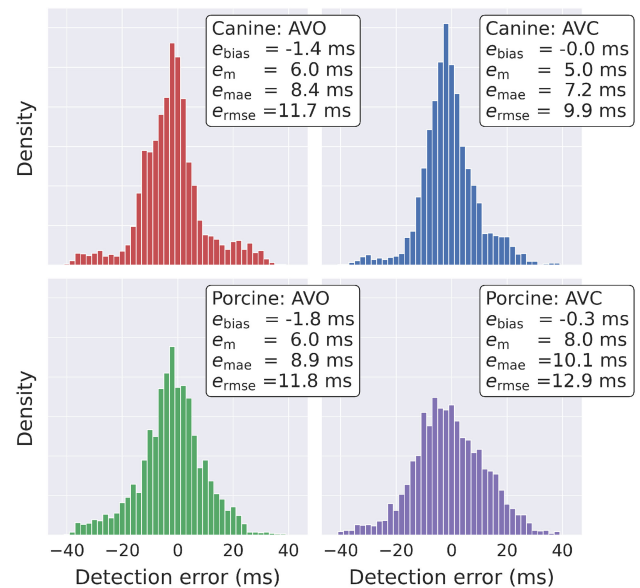 Canine: AVO
e_bias = -1.4 ms
e_m = 6.0 ms
e_mae = 8.4 ms
e_rmse =11.7 ms
Canine: AVC
e_bias = -0.0 ms
e_m = 5.0 ms
e_mae = 7.2 ms
e_rmse = 9.9 ms
Density
Porcine: AVO
e_bias = -1.8 ms
e_m = 6.0 ms
e_mae = 8.9 ms
e_rmse =11.8 ms
Porcine: AVC
e_bias = -0.3 ms
e_m = 8.0 ms
e_mae =10.1 ms
e_rmse =12.9 ms
Density
−40 −20 0 20 40
−40 −20 0 20 40
Detection error (ms)
Detection error (ms)